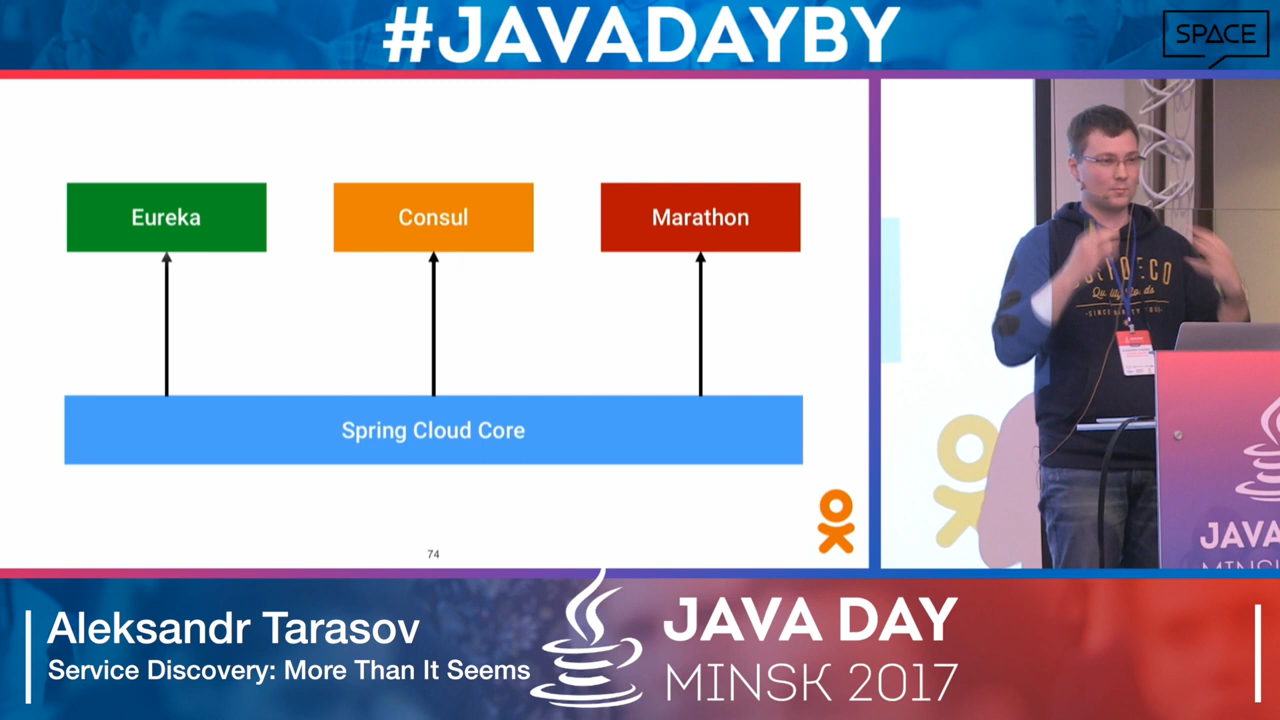 #JAVADAYBY
SPACE
Eureka
Consul
Marathon
Spring Cloud Core
74
JAVA
Aleksandr Tarasov
Service Discovery: More Than It Seems
JAVA DAY
MINSK 2017